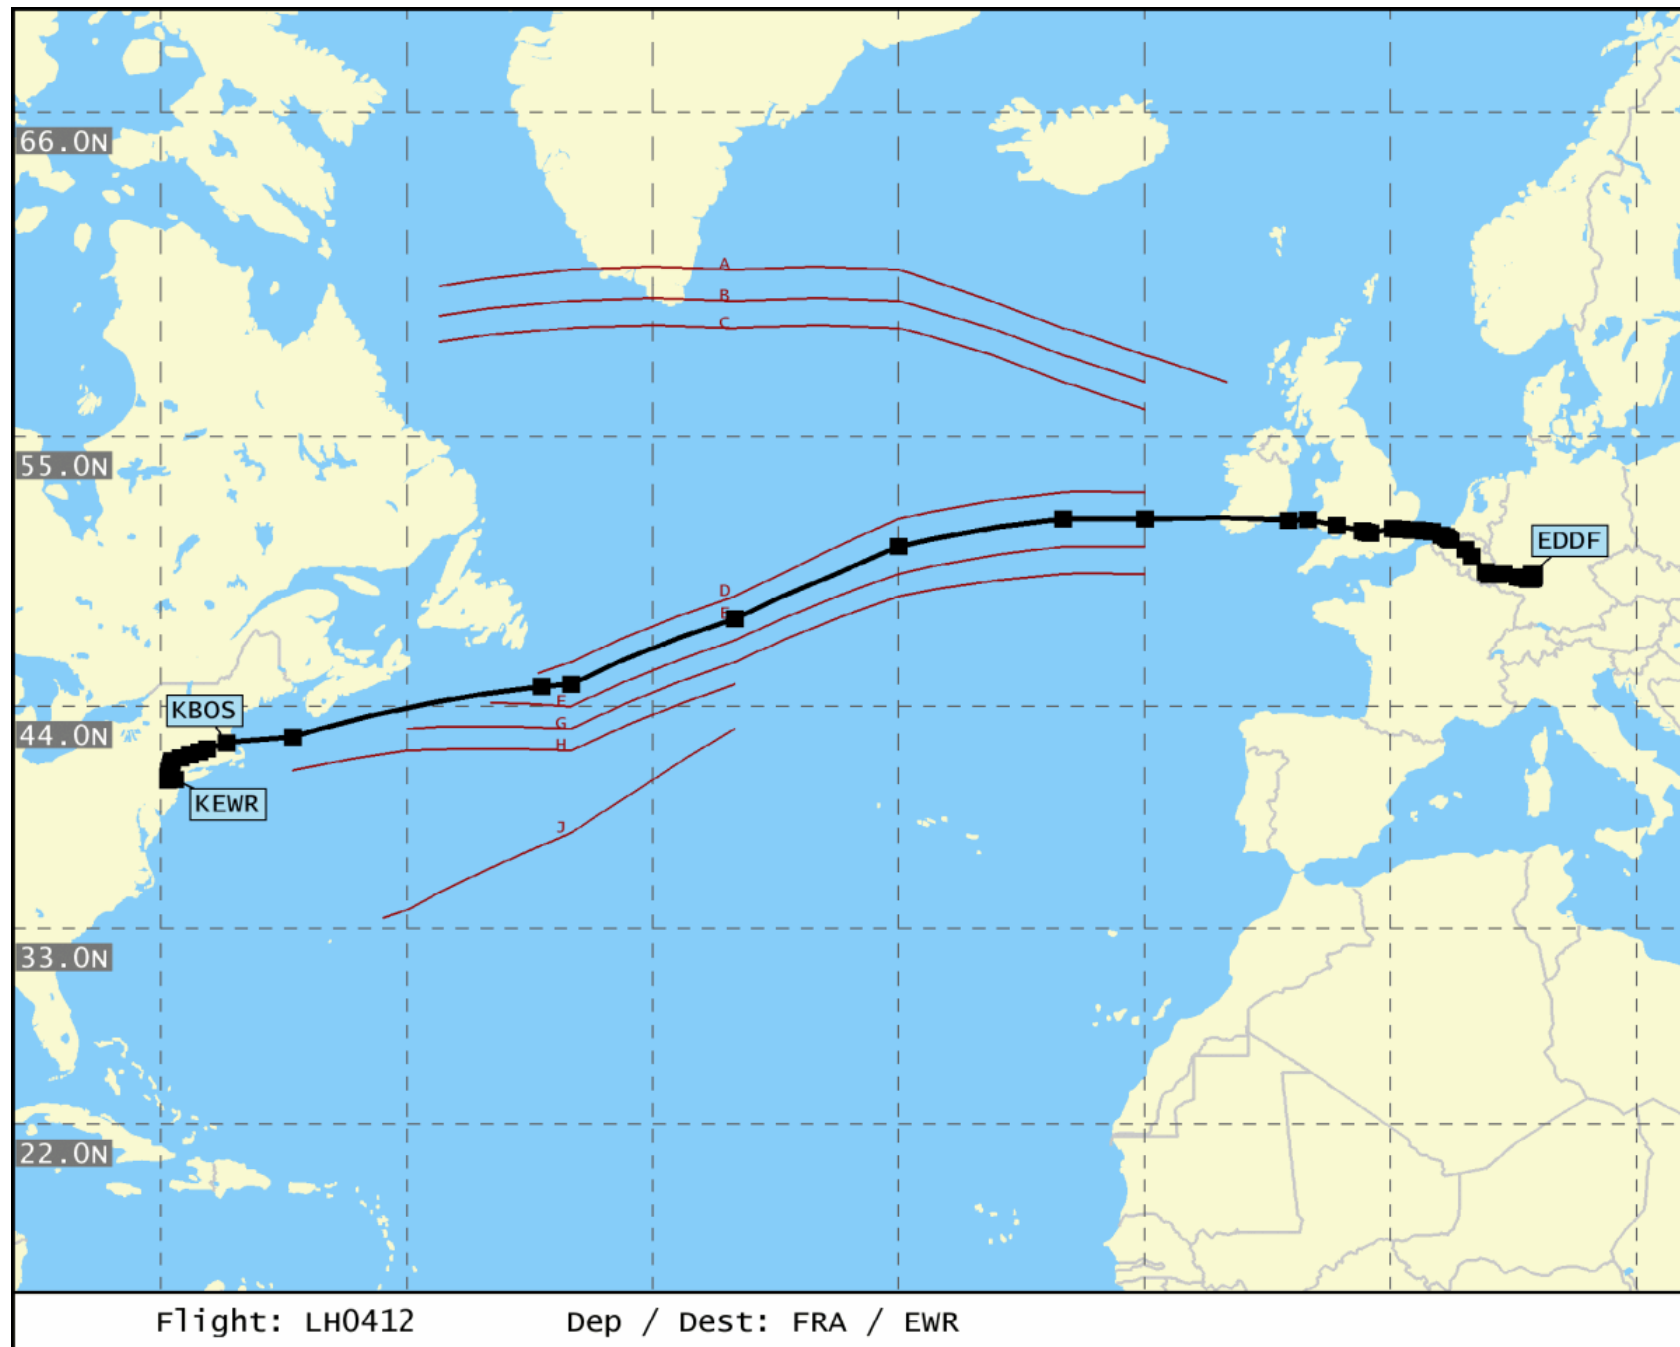 66.0N
A
B
C
55.0N
EDDF
D
E
F
KBOS
G
44.0N
H
KEWR
J
33.0N
22.0N
Flight: LH0412 Dep / Dest: FRA / EWR